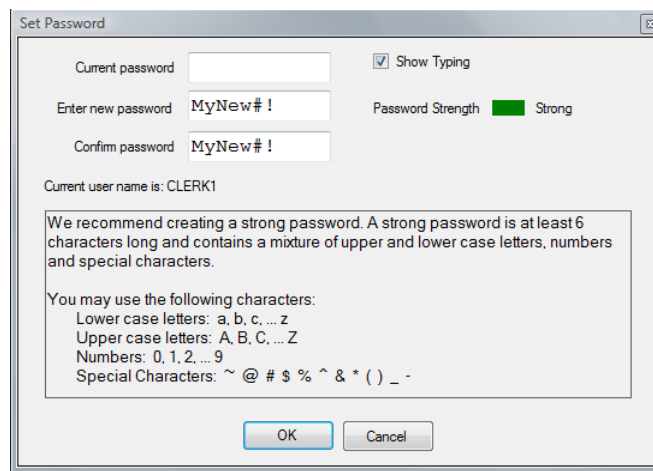 Set Password
Current password
Show Typing
Enter new password MyNew#! Password Strength Strong
Confirm password MyNew#!
Current user name is: CLERK1
We recommend creating a strong password. A strong password is at least 6
characters long and contains a mixture of upper and lower case letters, numbers
and special characters.
You may use the following characters:
Lower case letters: a, b, c, ... z
Upper case letters: A, B, C, ... Z
Numbers: 0, 1, 2, ... 9
Special Characters: ~ @ # $ % ^ & * ( ) _ -
OK Cancel